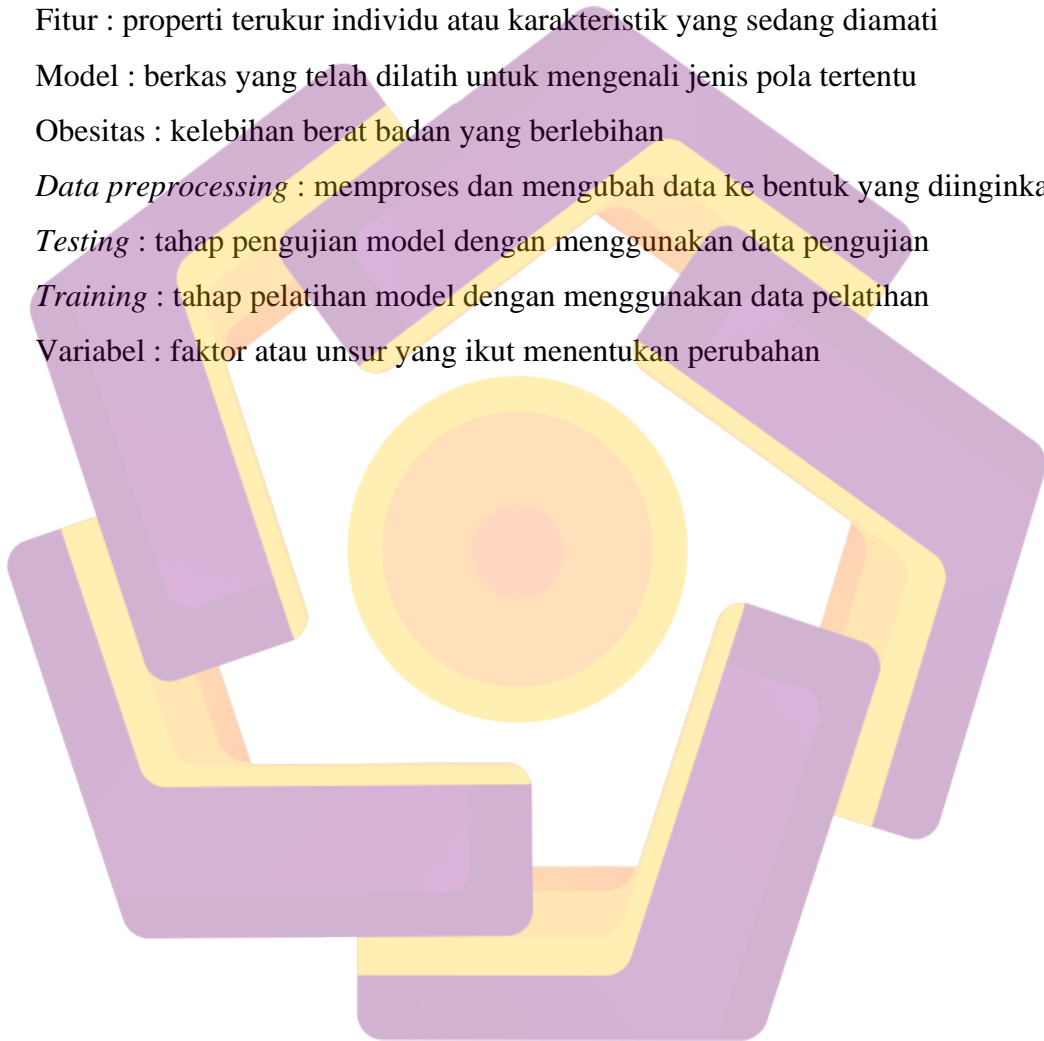 Fitur : properti terukur individu atau karakteristik yang sedang diamati
Model : berkas yang telah dilatih untuk mengenali jenis pola tertentu
Obesitas : kelebihan berat badan yang berlebihan
Data preprocessing : memproses dan mengubah data ke bentuk yang diinginka
Testing : tahap pengujian model dengan menggunakan data pengujian
Training : tahap pelatihan model dengan menggunakan data pelatihan
Variabel : faktor atau unsur yang ikut menentukan perubahan